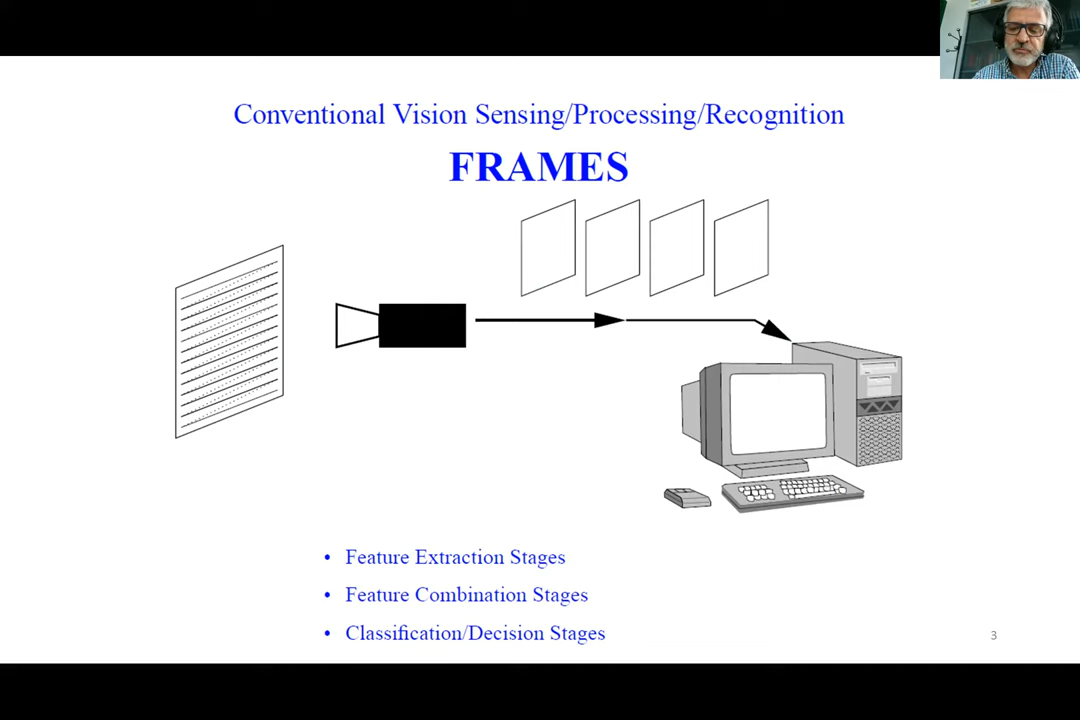 Conventional Vision Sensing/Processing/Recognition
FRAMES
• Feature Extraction Stages
• Feature Combination Stages
• Classification/Decision Stages
3